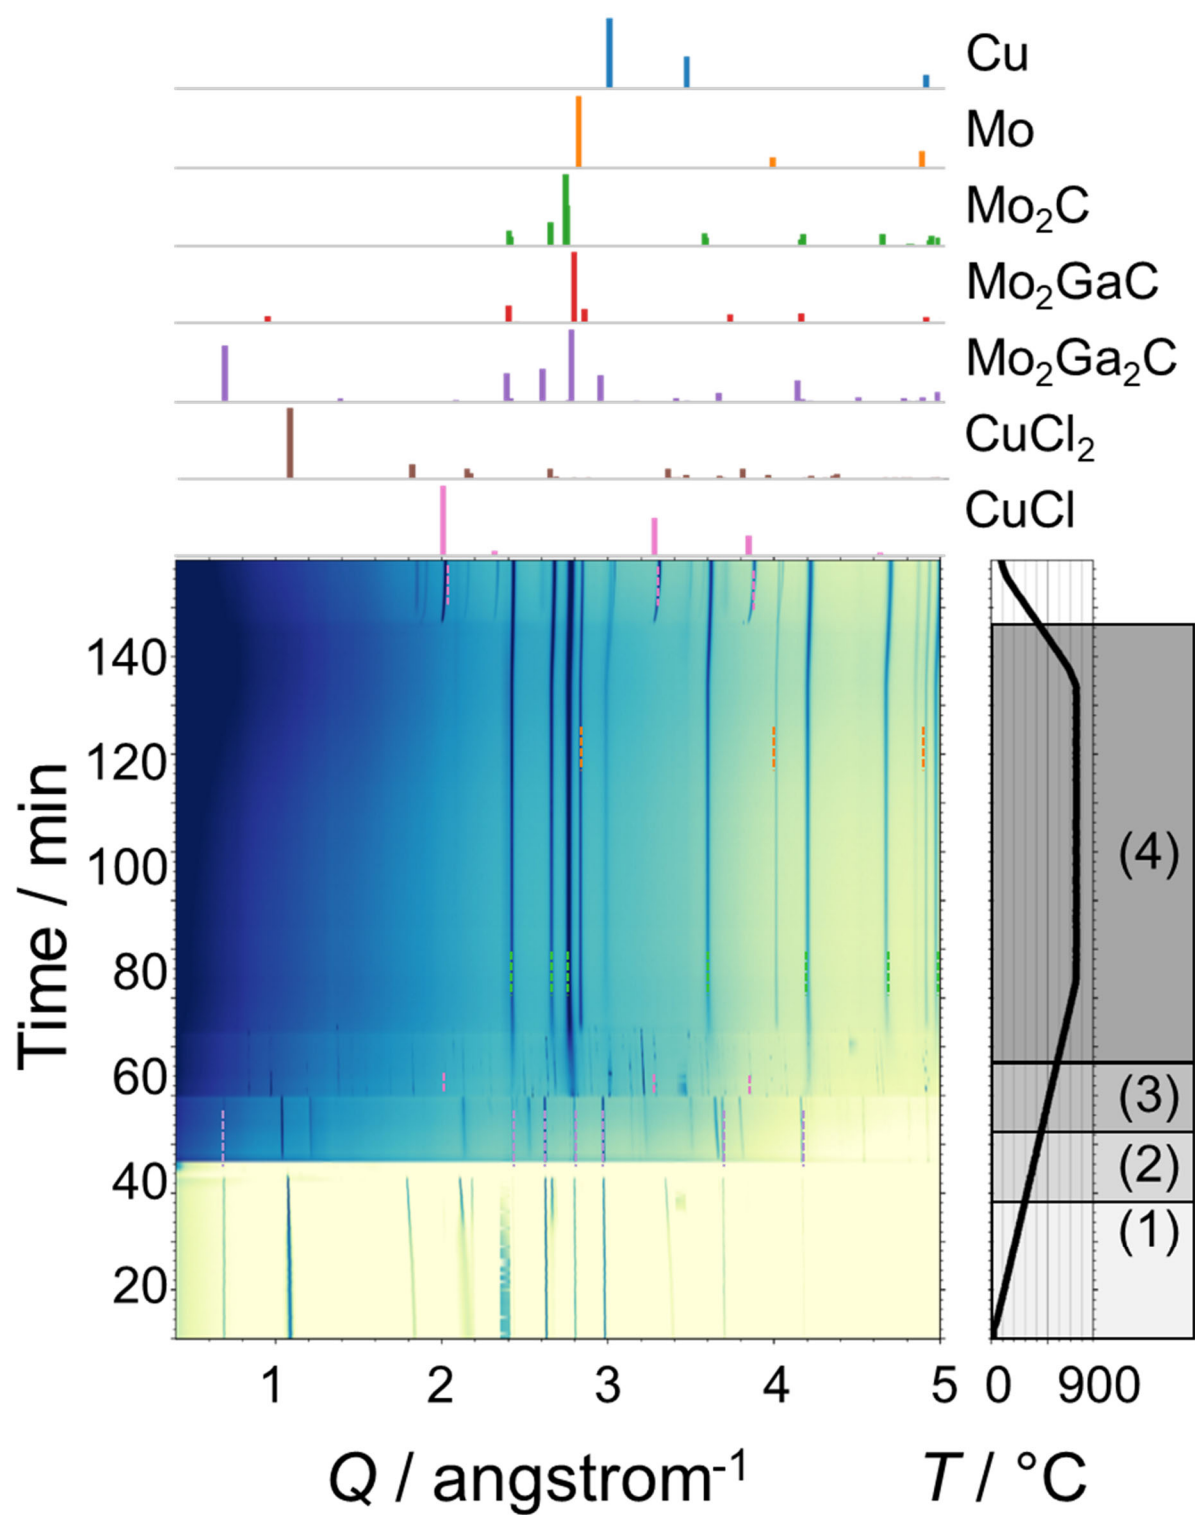 Cu
Mo
Mo₂C
Mo₂GaC
Mo₂Ga₂C
CuCl₂
CuCl
Time / min
140
120
100
80
60
40
20
(4)
(3)
(2)
(1)
1 2 3 4 5 0 900
Q / angstrom⁻¹ T / °C